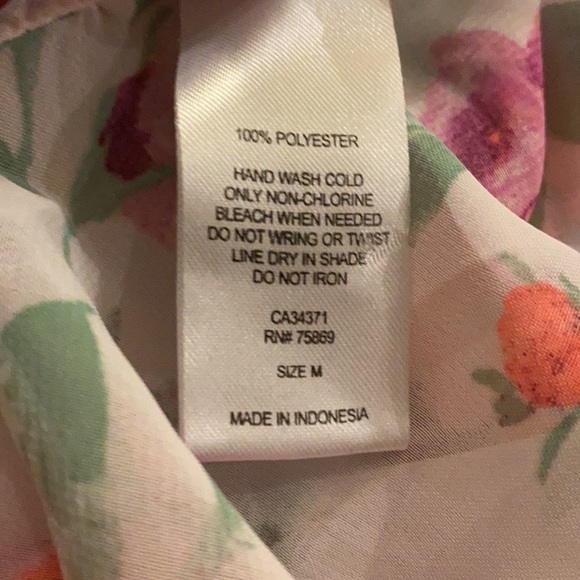 100% POLYESTER
HAND WASH COLD
ONLY NON-CHLORINE
BLEACH WHEN NEEDED
DO NOT WRING OR TWIST
LINE DRY IN SHADE
DO NOT IRON
CA34371
RN# 75869
SIZE M
MADE IN INDONESIA